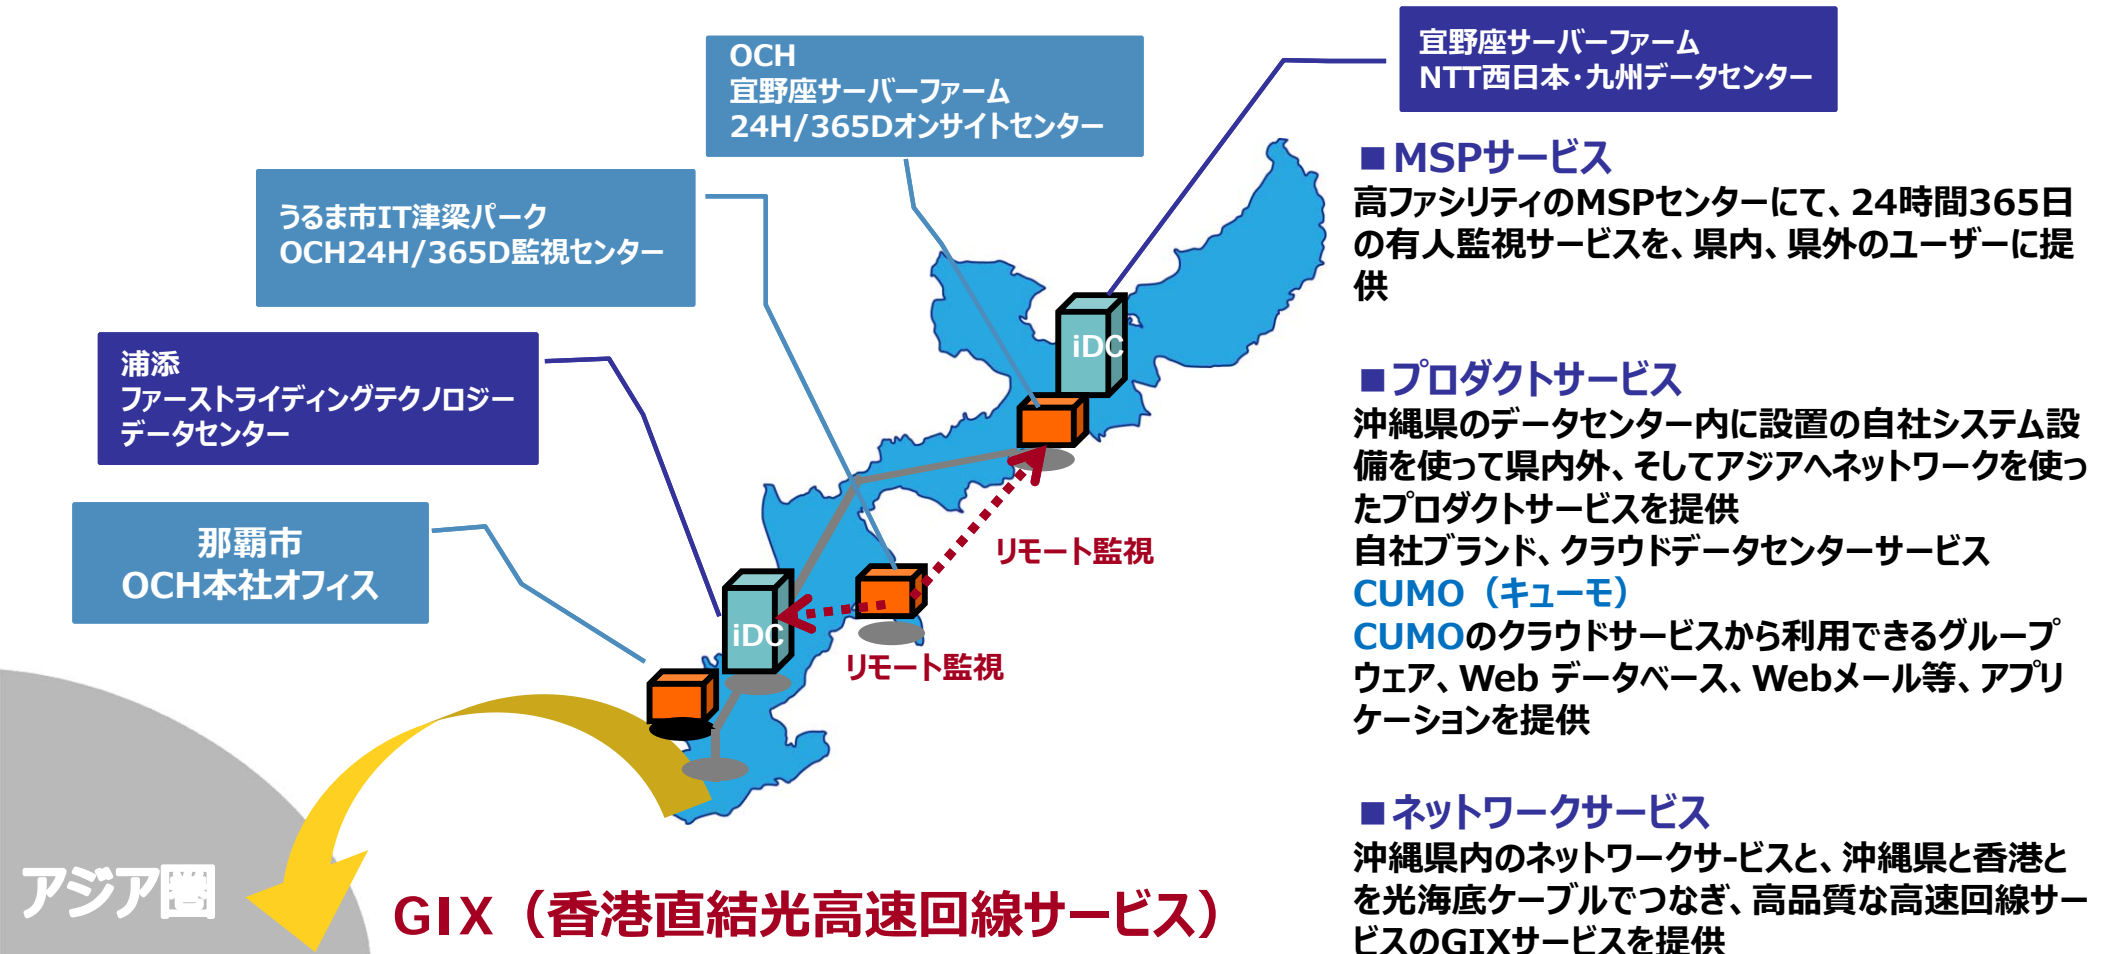 OCH
宜野座サーバーファーム
24H/365Dオンサイトセンター
宜野座サーバーファーム
NTT西日本・九州データセンター
うるま市IT津梁パーク
OCH24H/365D監視センター
浦添
ファーストライディングテクノロジー
データセンター
那覇市
OCH本社オフィス
iDC
iDC
リモート監視
リモート監視
アジア圏
GIX（香港直結光高速回線サービス）
■MSPサービス
高ファシリティのMSPセンターにて、24時間365日
の有人監視サービスを、県内、県外のユーザーに提
供
■プロダクトサービス
沖縄県のデータセンター内に設置の自社システム設
備を使って県内外、そしてアジアへネットワークを使っ
たプロダクトサービスを提供
自社ブランド、クラウドデータセンターサービス
CUMO（キューモ）
CUMOのクラウドサービスから利用できるグループ
ウェア、Web データベース、Webメール等、アプリ
ケーションを提供
■ネットワークサービス
沖縄県内のネットワークサ-ビスと、沖縄県と香港と
を光海底ケーブルでつなぎ、高品質な高速回線サー
ビスのGIXサービスを提供